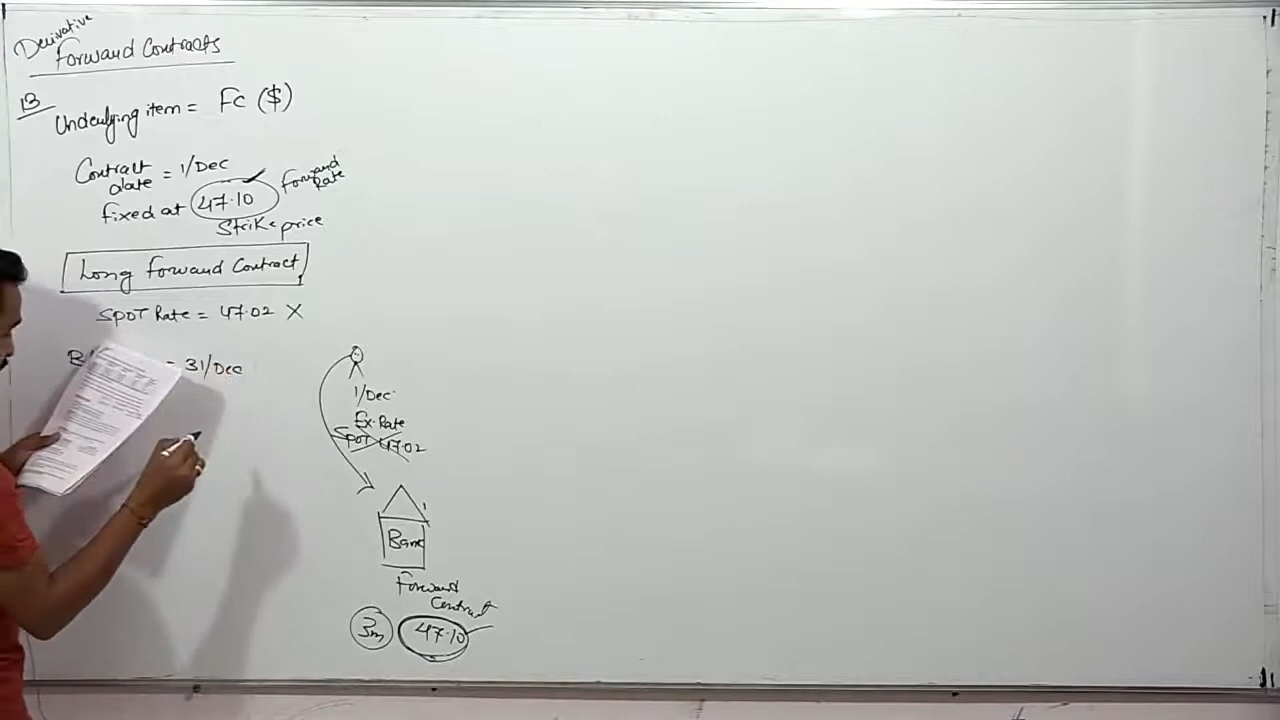 Derivative
Forward Contracts
13
Underlying item = FC ($)
Contract date = 1/Dec
fixed at 47.10 Forward Rate
Strike price
Long Forward Contract
SPOT Rate = 47.02 X
B/ = 31/Dec
1/Dec
Ex. Rate
SPOT 47.02
Bank
Forward
Contract
3m 47.10